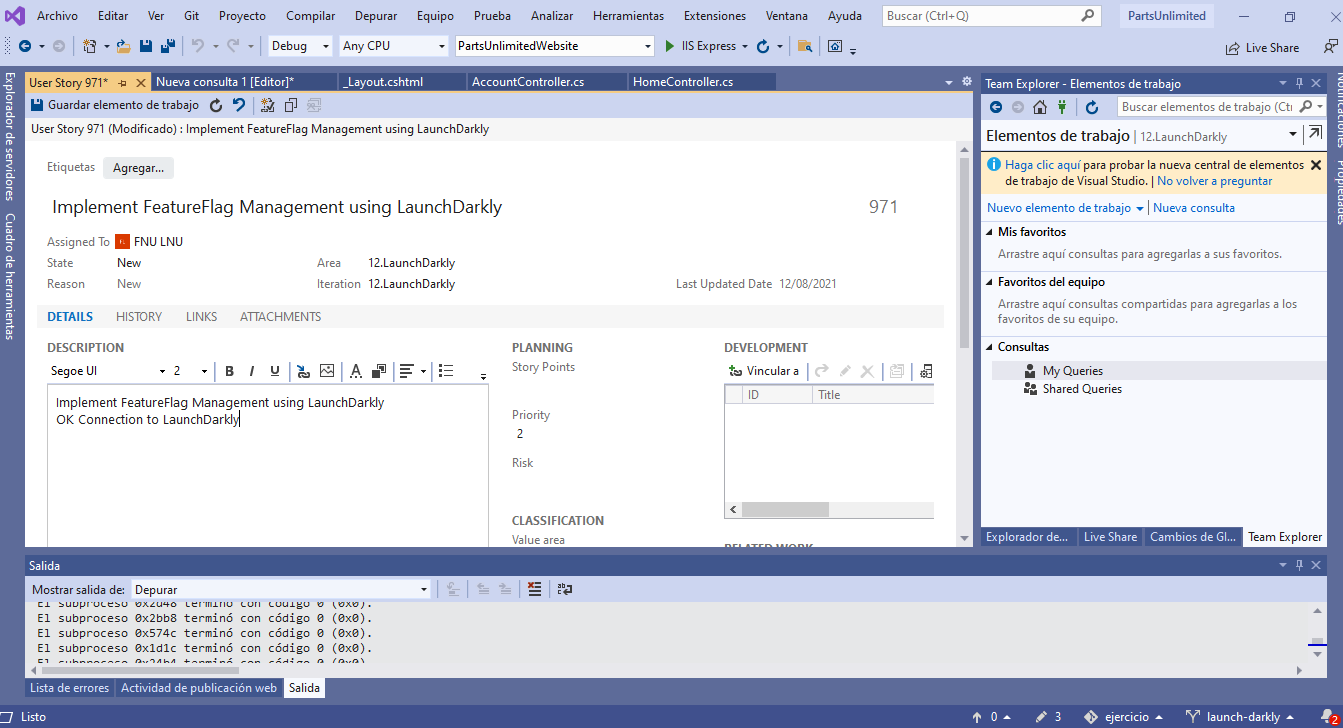 Archivo Editar Ver Git Proyecto Compilar Depurar Equipo Prueba Analizar Herramientas Extensiones Ventana Ayuda Buscar (Ctrl+Q) PartsUnlimited
Debug Any CPU PartsUnlimitedWebsite IIS Express Live Share
Explorador de servidores
Cuadro de herramientas
User Story 971* Nueva consulta 1 [Editor]* _Layout.cshtml AccountController.cs HomeController.cs
Guardar elemento de trabajo
User Story 971 (Modificado) : Implement FeatureFlag Management using LaunchDarkly
Etiquetas Agregar...
Implement FeatureFlag Management using LaunchDarkly 971
Assigned To FNU LNU
State New Area 12.LaunchDarkly
Reason New Iteration 12.LaunchDarkly Last Updated Date 12/08/2021
DETAILS HISTORY LINKS ATTACHMENTS
DESCRIPTION
Segoe UI 2 B I U A
Implement FeatureFlag Management using LaunchDarkly
OK Connection to LaunchDarkly
PLANNING
Story Points
Priority
2
Risk
CLASSIFICATION
Value area
DEVELOPMENT
Vincular a
ID Title
RELATED WORK
Team Explorer - Elementos de trabajo
Buscar elementos de trabajo (Ctr
Elementos de trabajo | 12.LaunchDarkly
Haga clic aquí para probar la nueva central de elementos
de trabajo de Visual Studio. | No volver a preguntar
Nuevo elemento de trabajo | Nueva consulta
Mis favoritos
Arrastre aquí consultas para agregarlas a sus favoritos.
Favoritos del equipo
Arrastre aquí consultas compartidas para agregarlas a los
favoritos de su equipo.
Consultas
My Queries
Shared Queries
Explorador de... Live Share Cambios de GI... Team Explorer
Notificaciones
Propiedades
Salida
Mostrar salida de: Depurar
El subproceso 0x2d48 terminó con código 0 (0x0).
El subproceso 0x2bb8 terminó con código 0 (0x0).
El subproceso 0x574c terminó con código 0 (0x0).
El subproceso 0x1d1c terminó con código 0 (0x0).
El subproceso 0x24b4 terminó con código 0 (0x0)
Lista de errores Actividad de publicación web Salida
Listo 0 3 ejercicio launch-darkly 2